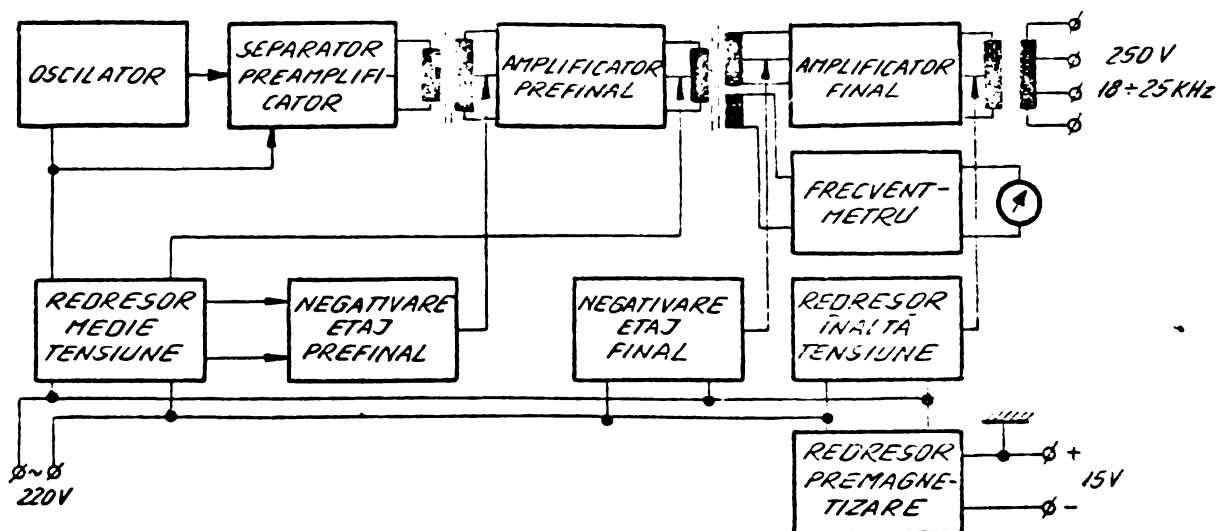 OSCILATOR
SEPARATOR
PREAMPLIFI-
CATOR
AMPLIFICATOR
PREFINAL
AMPLIFICATOR
FINAL
250 V
18÷25 KHz
FRECVENT-
METRU
REDRESOR
MEDIE
TENSIUNE
NEGATIVARE
ETAJ
PREFINAL
NEGATIVARE
ETAJ
FINAL
REDRESOR
ÎNALTĂ
TENSIUNE
~
220V
REDRESOR
PREMAGNE-
TIZARE
+
15V
-